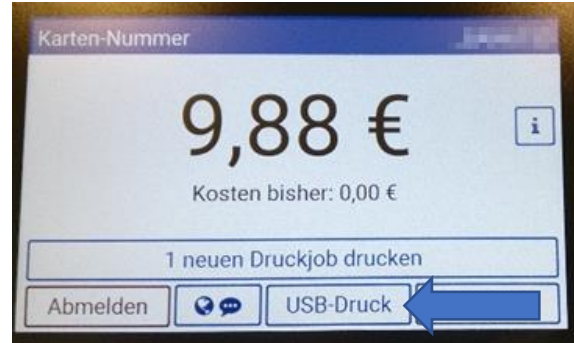 Karten-Nummer
9,88 €
i
Kosten bisher: 0,00 €
1 neuen Druckjob drucken
Abmelden
USB-Druck